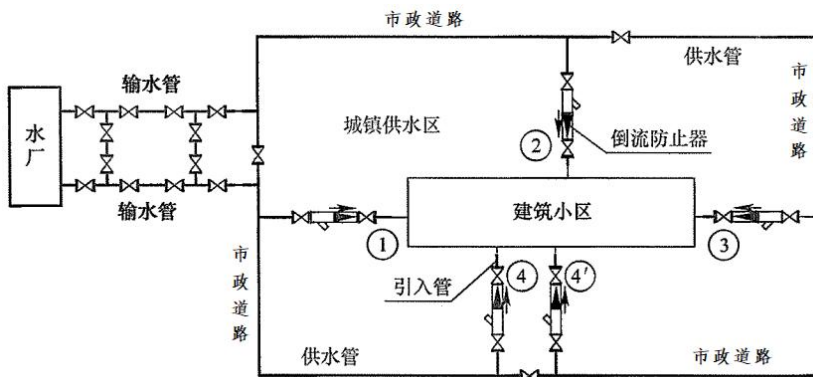 市政道路
供水管
输水管
水厂
城镇供水区
市政道路
②
倒流防止器
输水管
建筑小区
①
③
市政道路
引入管
④
4′
供水管
市政道路